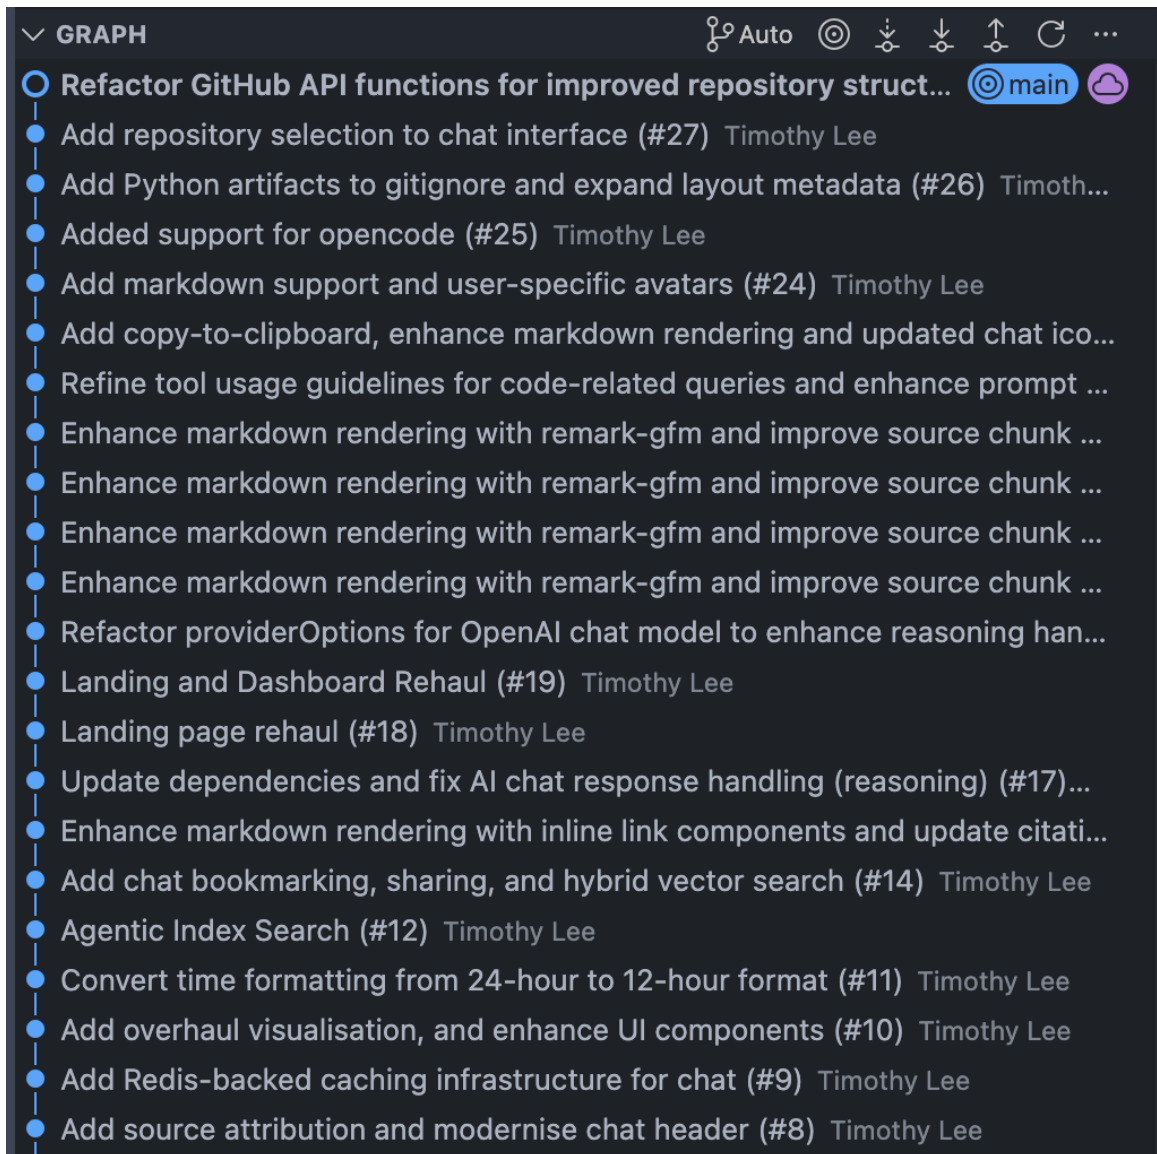 GRAPH Auto
Refactor GitHub API functions for improved repository struct... main
Add repository selection to chat interface (#27) Timothy Lee
Add Python artifacts to gitignore and expand layout metadata (#26) Timoth...
Added support for opencode (#25) Timothy Lee
Add markdown support and user-specific avatars (#24) Timothy Lee
Add copy-to-clipboard, enhance markdown rendering and updated chat ico...
Refine tool usage guidelines for code-related queries and enhance prompt ...
Enhance markdown rendering with remark-gfm and improve source chunk ...
Enhance markdown rendering with remark-gfm and improve source chunk ...
Enhance markdown rendering with remark-gfm and improve source chunk ...
Enhance markdown rendering with remark-gfm and improve source chunk ...
Refactor providerOptions for OpenAI chat model to enhance reasoning han...
Landing and Dashboard Rehaul (#19) Timothy Lee
Landing page rehaul (#18) Timothy Lee
Update dependencies and fix AI chat response handling (reasoning) (#17)...
Enhance markdown rendering with inline link components and update citati...
Add chat bookmarking, sharing, and hybrid vector search (#14) Timothy Lee
Agentic Index Search (#12) Timothy Lee
Convert time formatting from 24-hour to 12-hour format (#11) Timothy Lee
Add overhaul visualisation, and enhance UI components (#10) Timothy Lee
Add Redis-backed caching infrastructure for chat (#9) Timothy Lee
Add source attribution and modernise chat header (#8) Timothy Lee